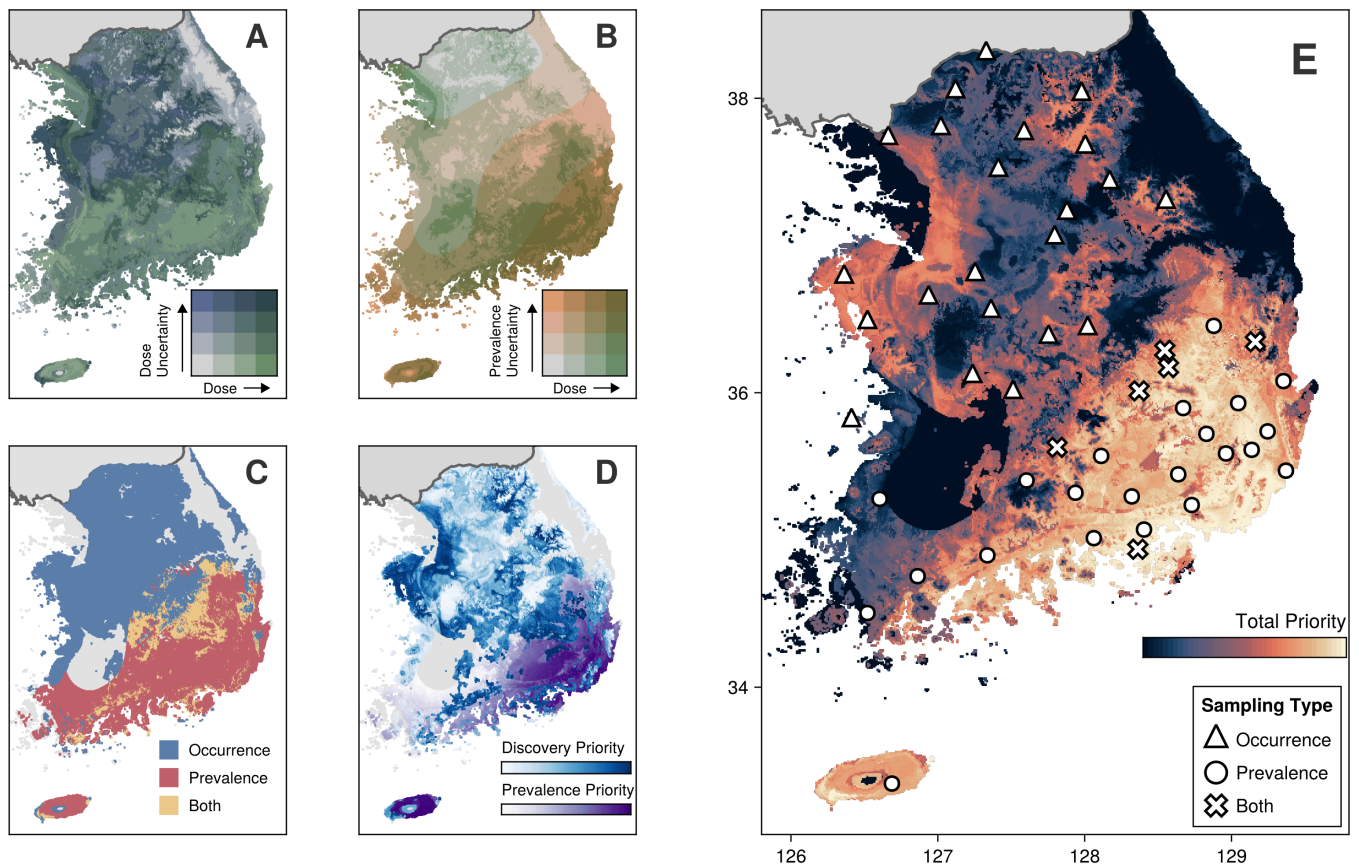 A
Dose
Uncertainty
Dose
B
Prevalence
Uncertainty
Dose
C
Occurrence
Prevalence
Both
D
Discovery Priority
Prevalence Priority
E
38
36
34
126
127
128
129
Total Priority
Sampling Type
Occurrence
Prevalence
Both